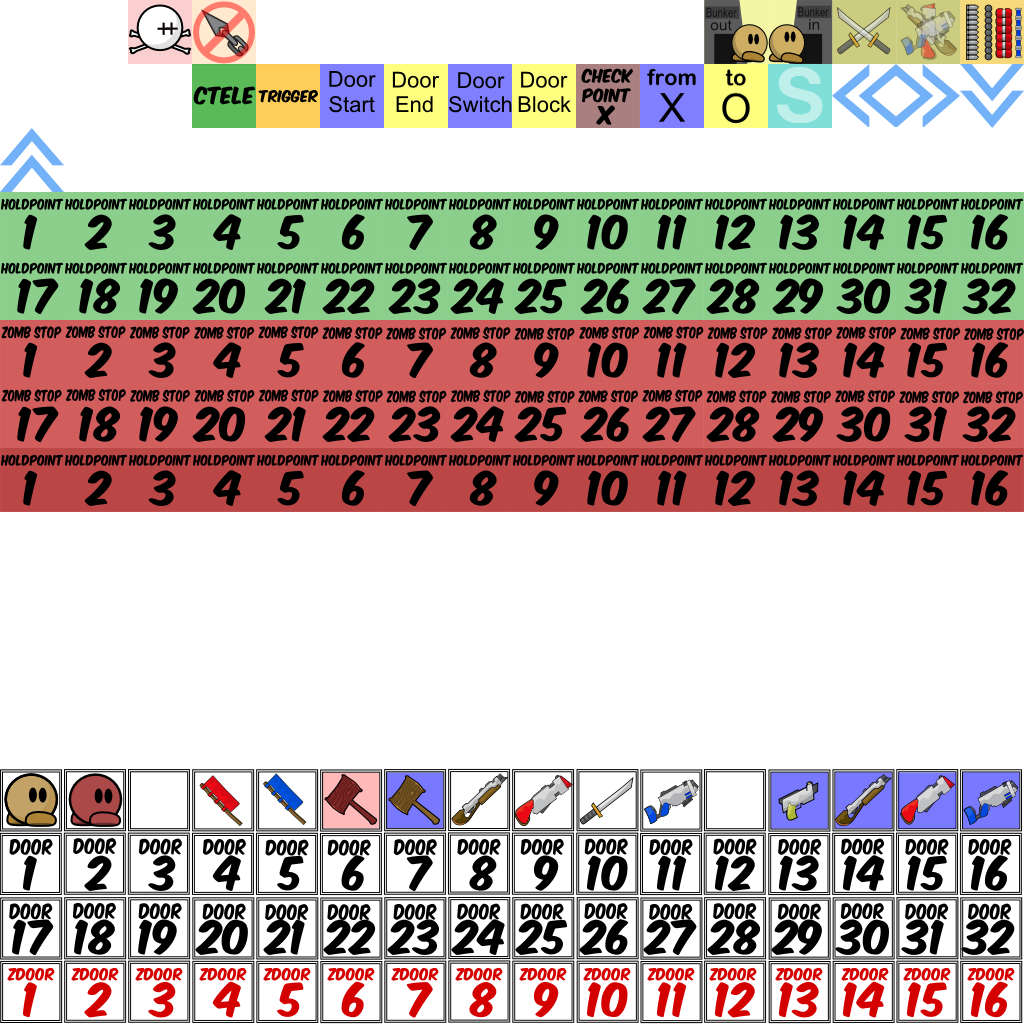 Bunker Bunker
out in
CTELE TRIGGER Door Start Door End Door Switch Door Block CHECK POINT X from X to O S
HOLDPOINT HOLDPOINT HOLDPOINT HOLDPOINT HOLDPOINT HOLDPOINT HOLDPOINT HOLDPOINT HOLDPOINT HOLDPOINT HOLDPOINT HOLDPOINT HOLDPOINT HOLDPOINT HOLDPOINT HOLDPOINT
1 2 3 4 5 6 7 8 9 10 11 12 13 14 15 16
HOLDPOINT HOLDPOINT HOLDPOINT HOLDPOINT HOLDPOINT HOLDPOINT HOLDPOINT HOLDPOINT HOLDPOINT HOLDPOINT HOLDPOINT HOLDPOINT HOLDPOINT HOLDPOINT HOLDPOINT HOLDPOINT
17 18 19 20 21 22 23 24 25 26 27 28 29 30 31 32
ZOMB STOP ZOMB STOP ZOMB STOP ZOMB STOP ZOMB STOP ZOMB STOP ZOMB STOP ZOMB STOP ZOMB STOP ZOMB STOP ZOMB STOP ZOMB STOP ZOMB STOP ZOMB STOP ZOMB STOP ZOMB STOP
1 2 3 4 5 6 7 8 9 10 11 12 13 14 15 16
ZOMB STOP ZOMB STOP ZOMB STOP ZOMB STOP ZOMB STOP ZOMB STOP ZOMB STOP ZOMB STOP ZOMB STOP ZOMB STOP ZOMB STOP ZOMB STOP ZOMB STOP ZOMB STOP ZOMB STOP ZOMB STOP
17 18 19 20 21 22 23 24 25 26 27 28 29 30 31 32
HOLDPOINT HOLDPOINT HOLDPOINT HOLDPOINT HOLDPOINT HOLDPOINT HOLDPOINT HOLDPOINT HOLDPOINT HOLDPOINT HOLDPOINT HOLDPOINT HOLDPOINT HOLDPOINT HOLDPOINT HOLDPOINT
1 2 3 4 5 6 7 8 9 10 11 12 13 14 15 16
DOOR DOOR DOOR DOOR DOOR DOOR DOOR DOOR DOOR DOOR DOOR DOOR DOOR DOOR DOOR DOOR
1 2 3 4 5 6 7 8 9 10 11 12 13 14 15 16
DOOR DOOR DOOR DOOR DOOR DOOR DOOR DOOR DOOR DOOR DOOR DOOR DOOR DOOR DOOR DOOR
17 18 19 20 21 22 23 24 25 26 27 28 29 30 31 32
ZDOOR ZDOOR ZDOOR ZDOOR ZDOOR ZDOOR ZDOOR ZDOOR ZDOOR ZDOOR ZDOOR ZDOOR ZDOOR ZDOOR ZDOOR ZDOOR
1 2 3 4 5 6 7 8 9 10 11 12 13 14 15 16